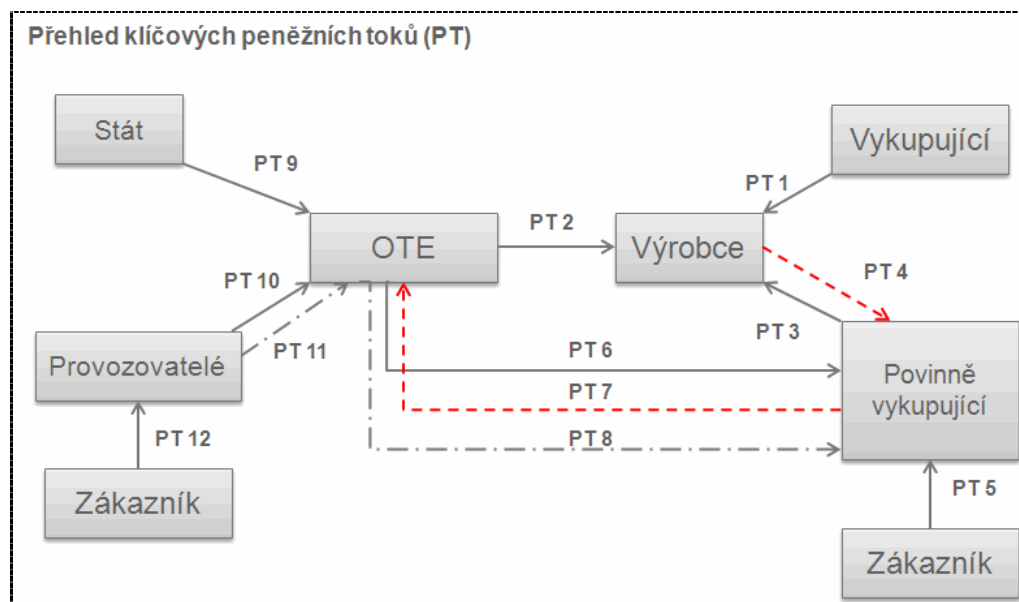 Přehled klíčových peněžních toků (PT)
Stát
Vykupující
PT 9
PT 1
PT 2
OTE
Výrobce
PT 4
PT 10
PT 3
PT 11
Provozovatelé
PT 6
Povinně
vykupující
PT 7
PT 12
PT 8
Zákazník
PT 5
Zákazník